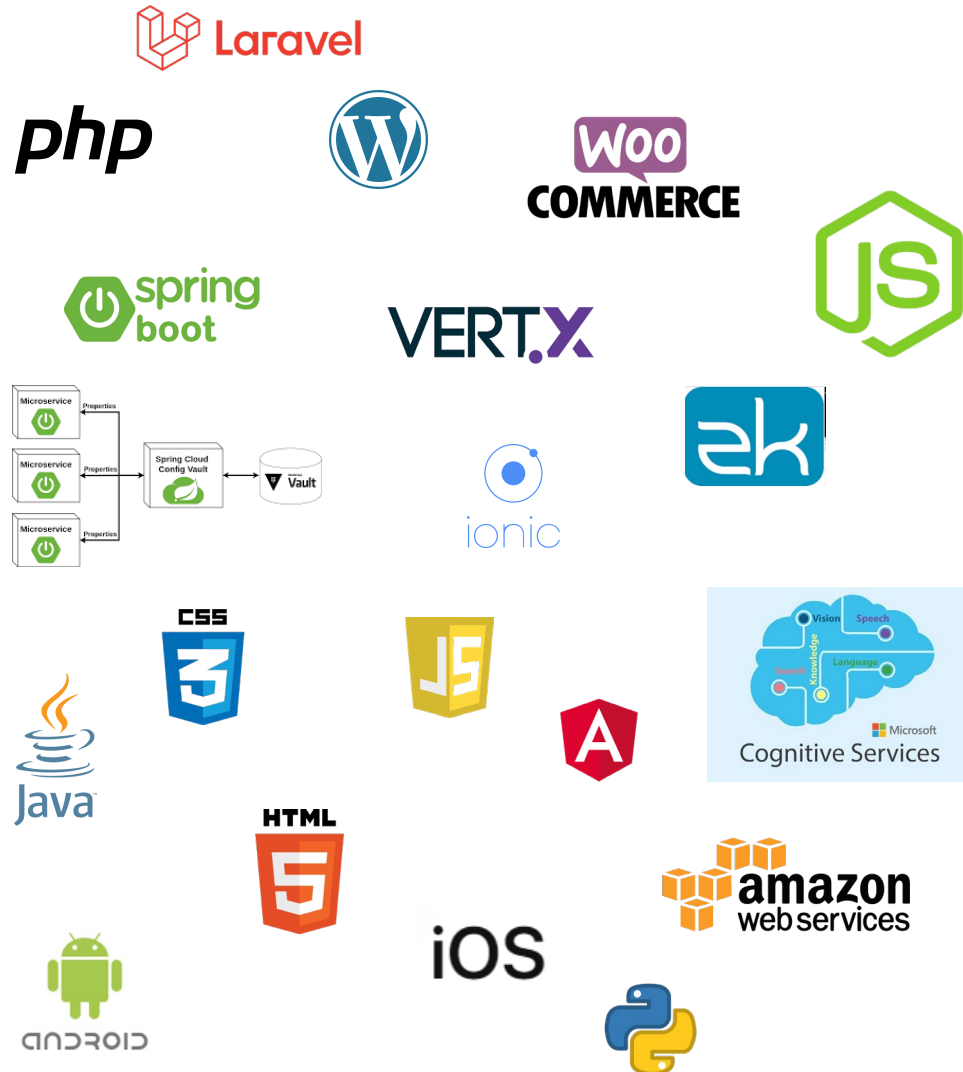 Laravel
php
W
WOO
COMMERCE
JS
spring
boot
VERT.X
Microservice
Properties
Microservice
Properties
Microservice
Properties
Spring Cloud
Config Vault
Vault
zk
ionic
CSS
3
JS
Vision
Speech
Knowledge
Language
Microsoft
Cognitive Services
A
Java
HTML
5
amazon
web services
iOS
ANDROID